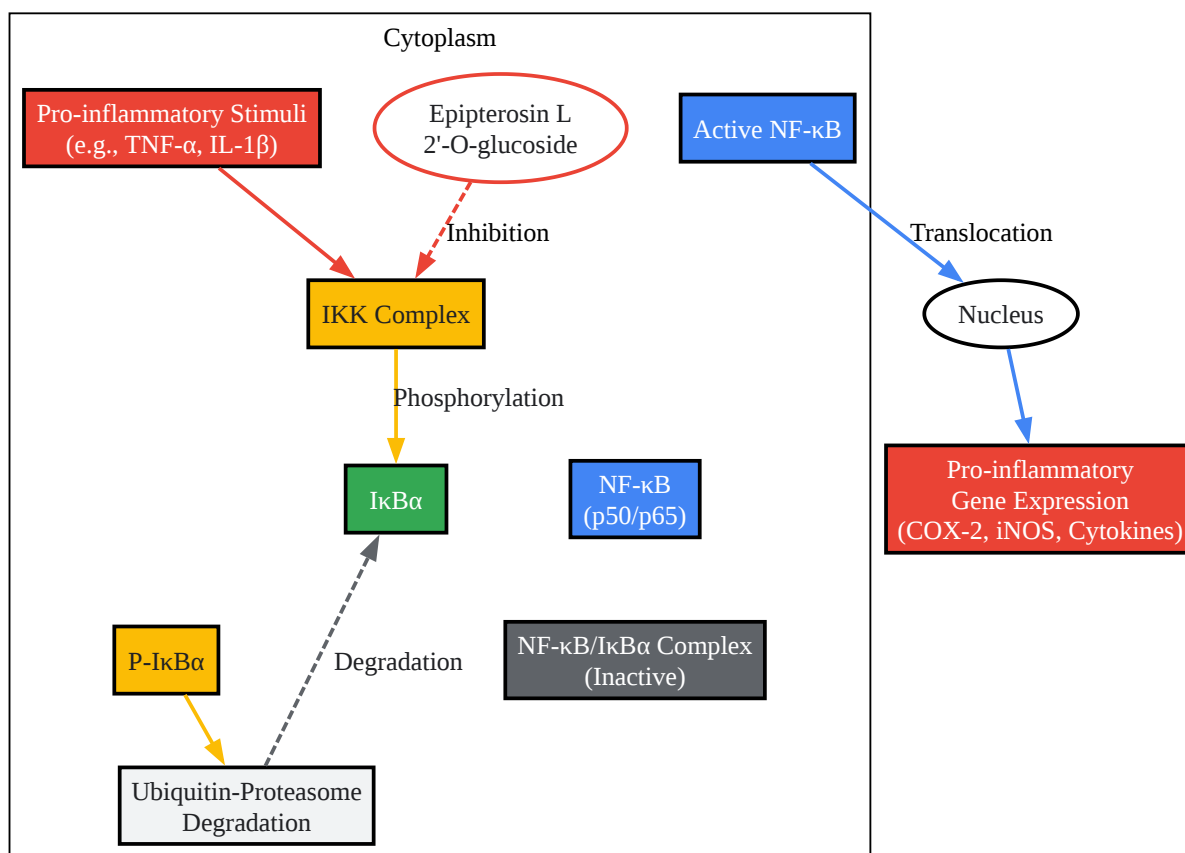 Cytoplasm
Pro-inflammatory Stimuli
(e.g., TNF-α, IL-1β)
Epipterosin L
2'-O-glucoside
Active NF-κB
Inhibition
Translocation
IKK Complex
Nucleus
Phosphorylation
IκBα
NF-κB
(p50/p65)
Pro-inflammatory
Gene Expression
(COX-2, iNOS, Cytokines)
P-IκBα
Degradation
NF-κB/IκBα Complex
(Inactive)
Ubiquitin-Proteasome
Degradation